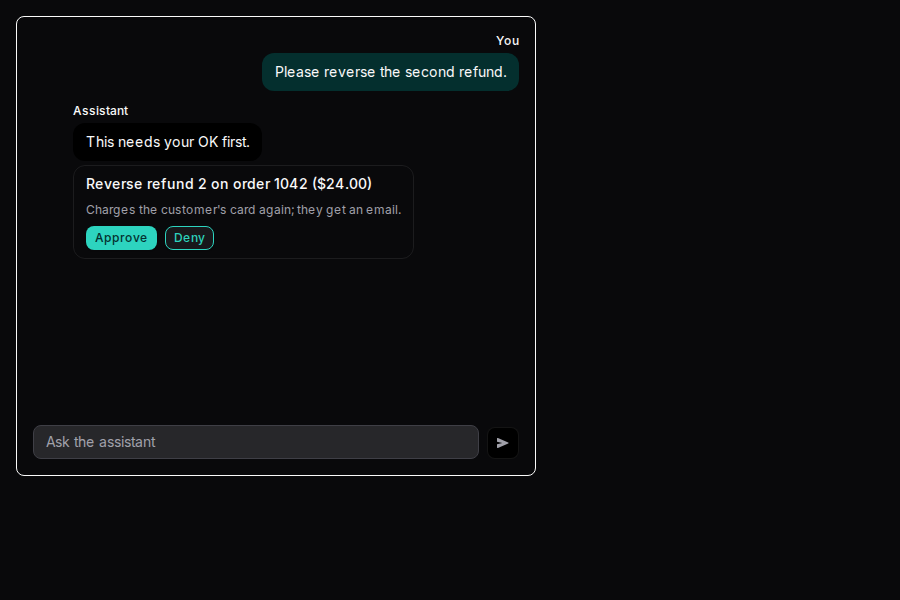 You
Please reverse the second refund.
Assistant
This needs your OK first.
Reverse refund 2 on order 1042 ($24.00)
Charges the customer's card again; they get an email.
Approve Deny
Ask the assistant